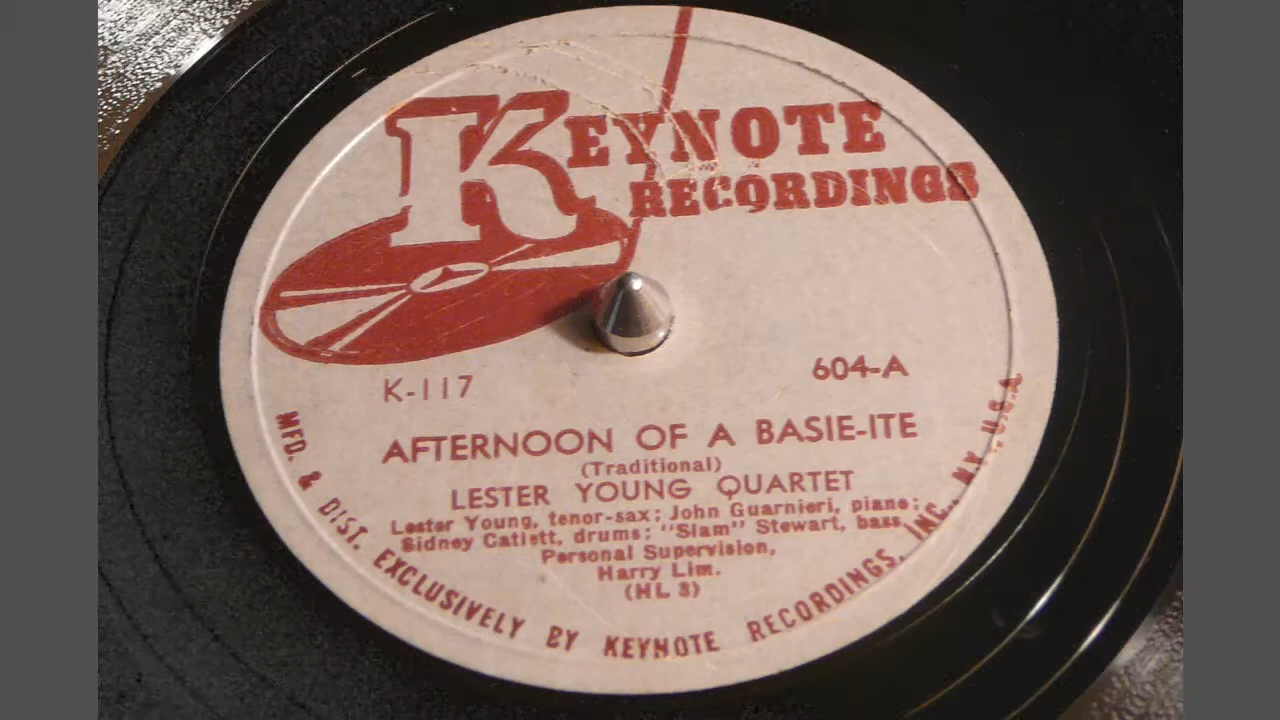 KEYNOTE
RECORDINGS
K-117
604-A
AFTERNOON OF A BASIE-ITE
(Traditional)
LESTER YOUNG QUARTET
Lester Young, tenor-sax; John Guarnieri, piano;
Sidney Catlett, drums; "Slam" Stewart, bass.
Personal Supervision,
Harry Lim.
(HL 3)
MFD. & DIST. EXCLUSIVELY BY KEYNOTE RECORDINGS, INC., N.Y. U.S.A.